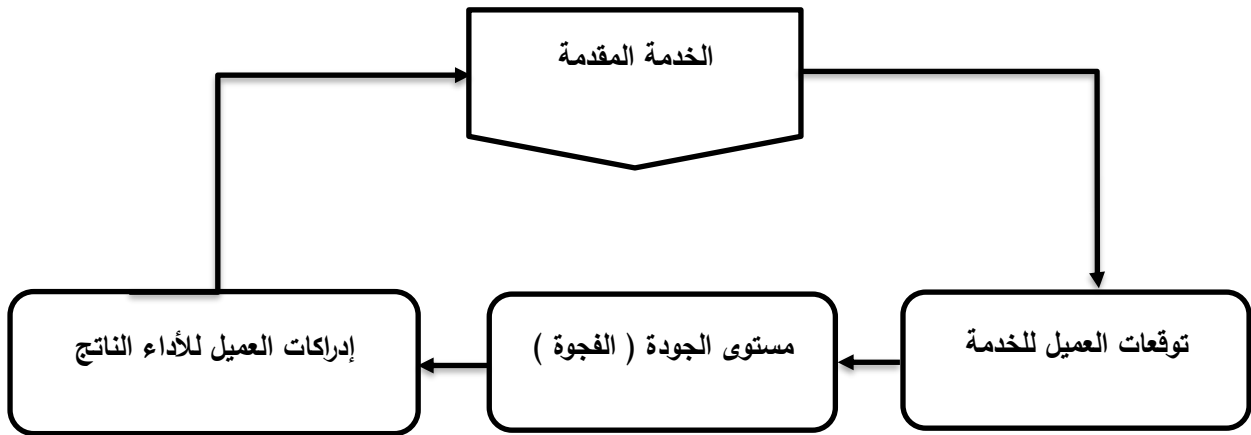 الخدمة المقدمة
توقعات العميل للخدمة
مستوى الجودة ( الفجوة )
إدراكات العميل للأداء الناتج